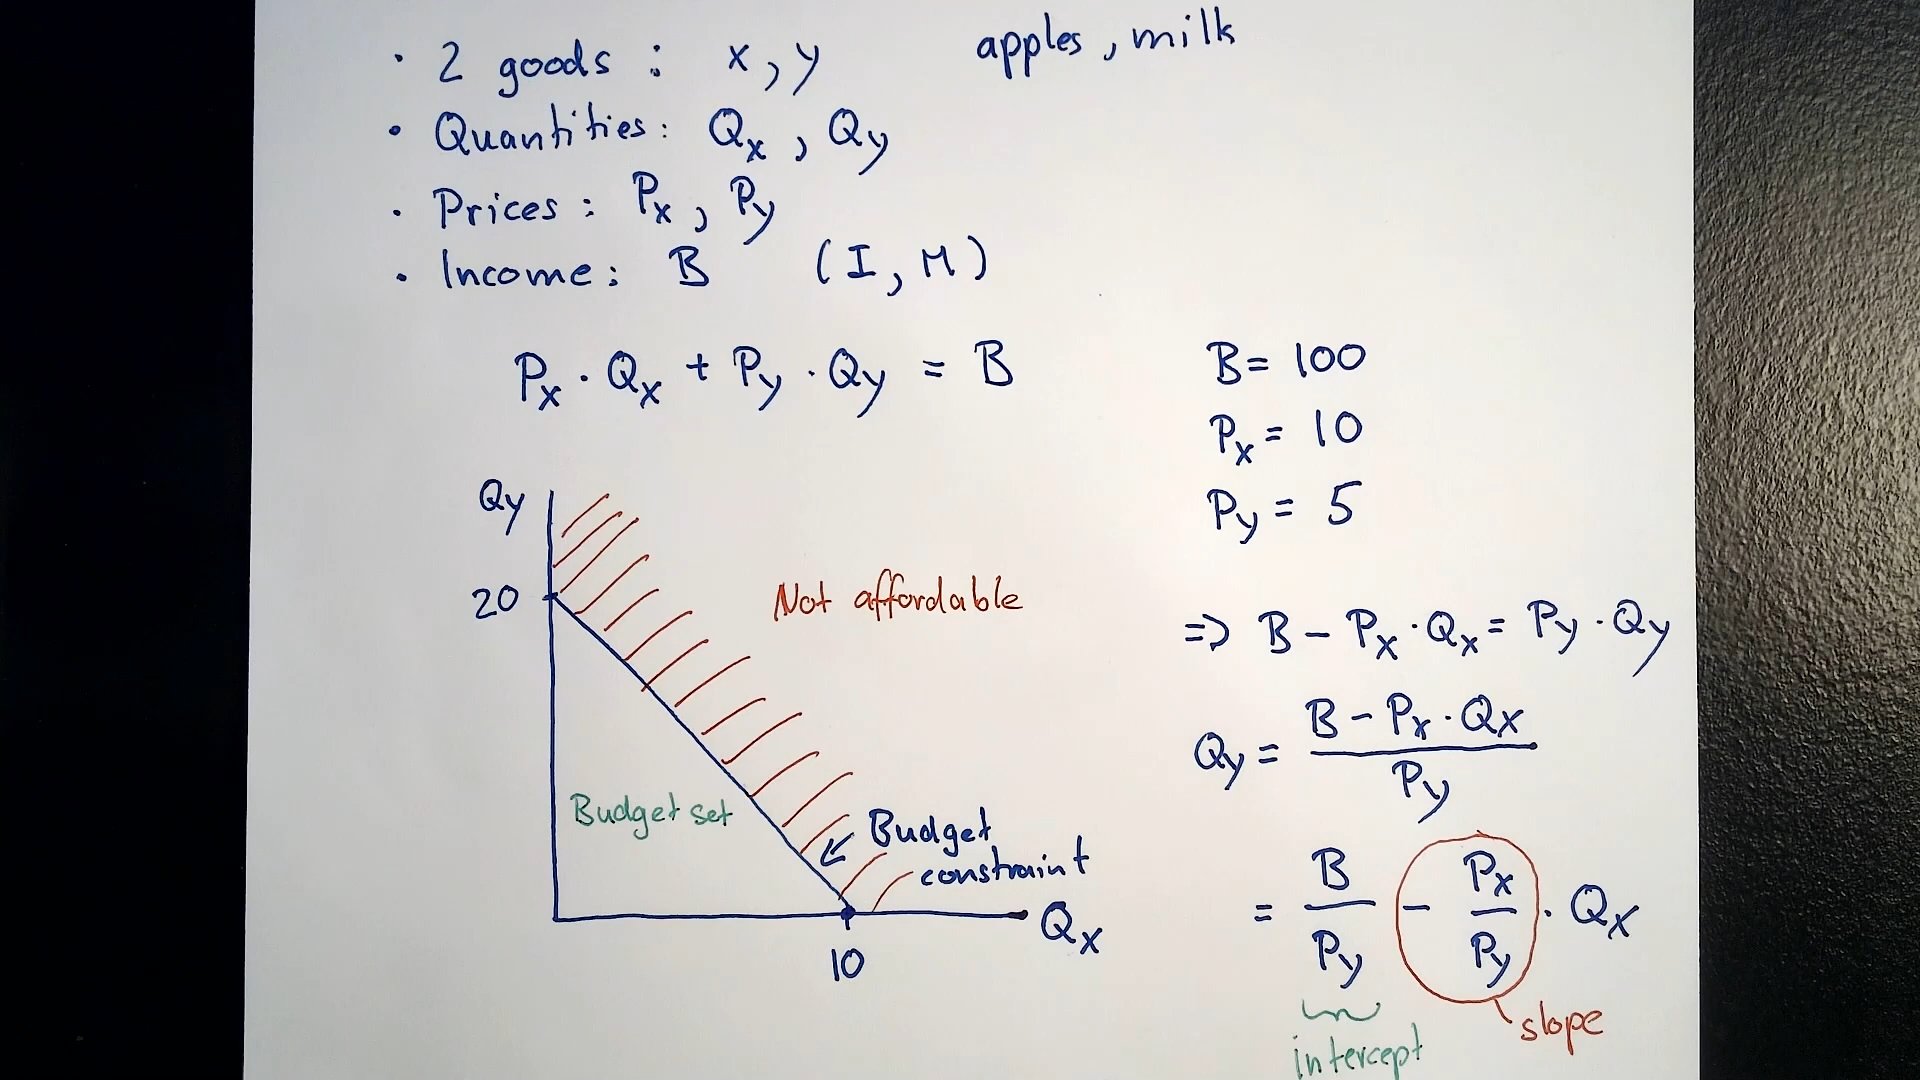 · 2 goods : x, y apples, milk
· Quantities: Qx, Qy
· Prices: Px, Py
· Income: B (I, M)
Px · Qx + Py · Qy = B
B = 100
Px = 10
Py = 5
Qy
20
Not affordable
Budget set
Budget
constraint
Qx
10
=> B - Px · Qx = Py · Qy
Qy = B - Px · Qx
Py
= B/Py - Px/Py · Qx
intercept
slope